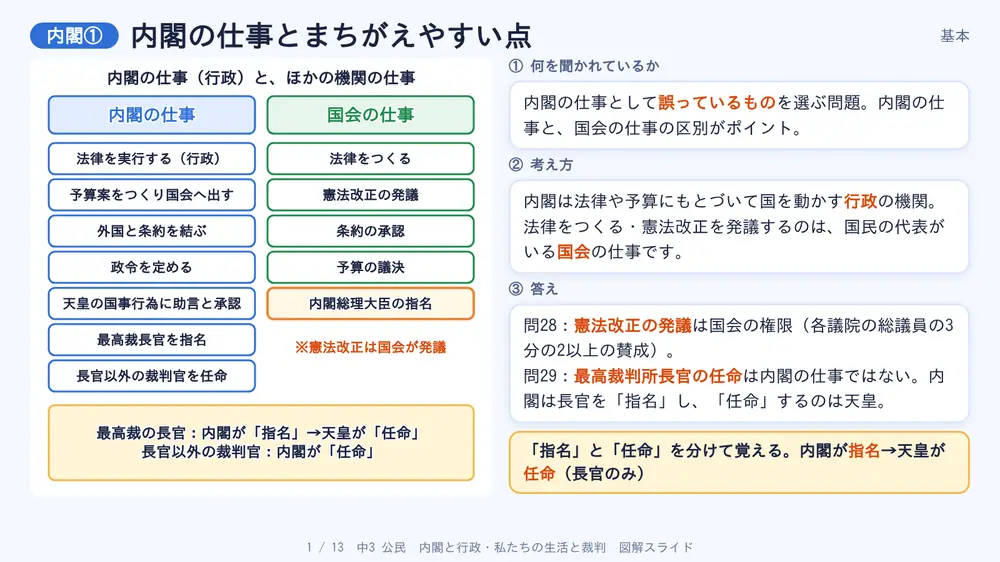 内閣①
内閣の仕事とまちがえやすい点
基本
内閣の仕事（行政）と、ほかの機関の仕事
内閣の仕事
国会の仕事
法律を実行する（行政）
法律をつくる
予算案をつくり国会へ出す
憲法改正の発議
外国と条約を結ぶ
条約の承認
政令を定める
予算の議決
天皇の国事行為に助言と承認
内閣総理大臣の指名
最高裁長官を指名
※憲法改正は国会が発議
長官以外の裁判官を任命
最高裁の長官：内閣が「指名」→天皇が「任命」
長官以外の裁判官：内閣が「任命」
① 何を聞かれているか
内閣の仕事として誤っているものを選ぶ問題。内閣の仕
事と、国会の仕事の区別がポイント。
② 考え方
内閣は法律や予算にもとづいて国を動かす行政の機関。
法律をつくる・憲法改正を発議するのは、国民の代表が
いる国会の仕事です。
③ 答え
問28：憲法改正の発議は国会の権限（各議院の総議員の3
分の2以上の賛成）。
問29：最高裁判所長官の任命は内閣の仕事ではない。内
閣は長官を「指名」し、「任命」するのは天皇。
「指名」と「任命」を分けて覚える。内閣が指名→天皇が
任命（長官のみ）
1 / 13　中3 公民　内閣と行政・私たちの生活と裁判　図解スライド